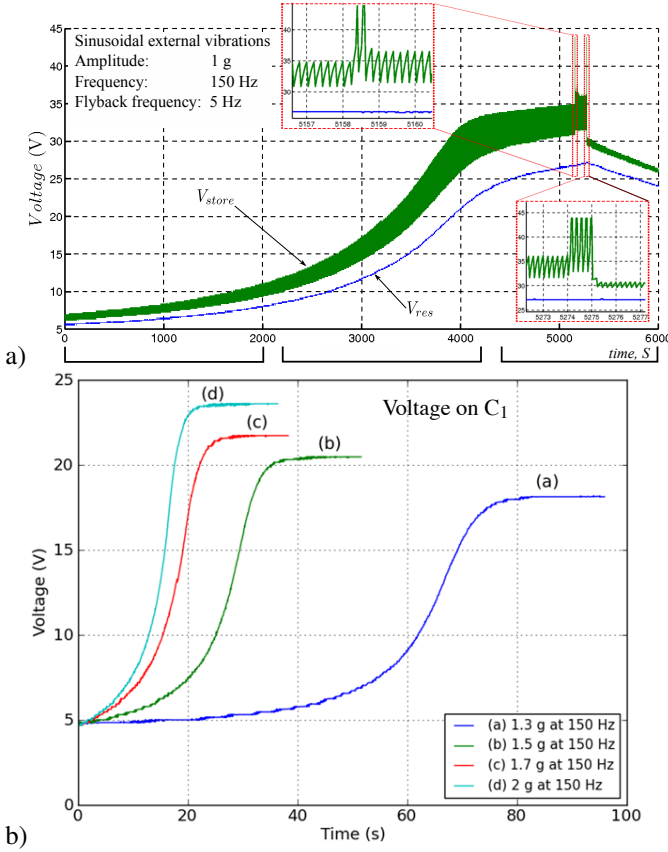 a)
Sinusoidal external vibrations
Amplitude: 1 g
Frequency: 150 Hz
Flyback frequency: 5 Hz
Voltage (V)
45
40
35
30
25
20
15
10
5
0 1000 2000 3000 4000 5000 6000
time, S
V_store
V_res
40
35
30
5157 5158 5159 5160
45
40
35
30
25
5273 5274 5275 5276 5277
b)
Voltage on C₁
Voltage (V)
25
20
15
10
5
0
0 20 40 60 80 100
Time (s)
(d)
(c)
(b)
(a)
(a) 1.3 g at 150 Hz
(b) 1.5 g at 150 Hz
(c) 1.7 g at 150 Hz
(d) 2 g at 150 Hz